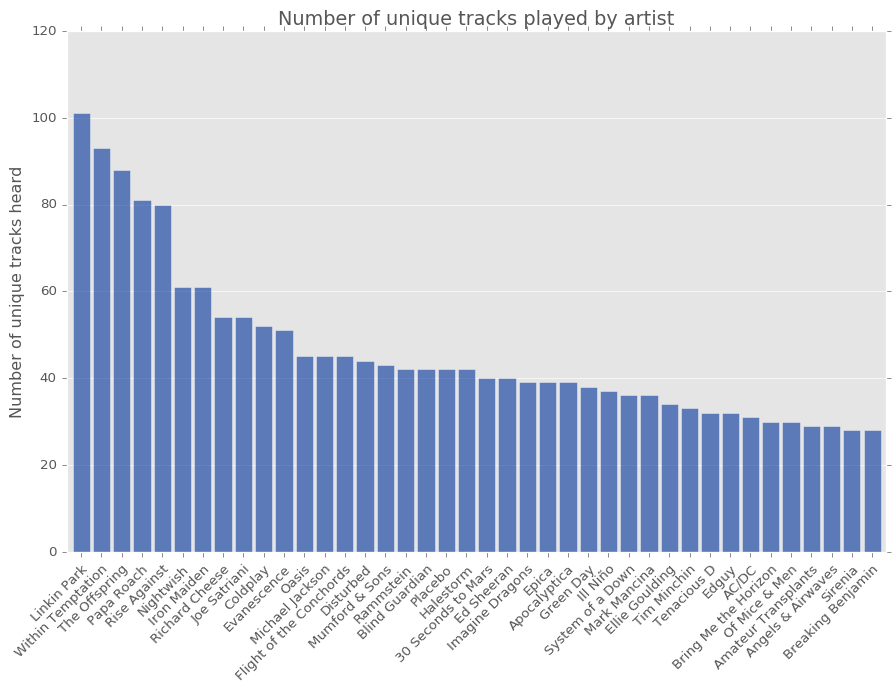 Number of unique tracks played by artist
Number of unique tracks heard
120
100
80
60
40
20
0
Linkin Park
Within Temptation
The Offspring
Papa Roach
Rise Against
Nightwish
Iron Maiden
Richard Cheese
Joe Satriani
Coldplay
Evanescence
Oasis
Michael Jackson
Flight of the Conchords
Disturbed
Mumford & Sons
Rammstein
Blind Guardian
Placebo
Halestorm
30 Seconds to Mars
Ed Sheeran
Imagine Dragons
Epica
Apocalyptica
Green Day
Ill Niño
System of a Down
Mark Mancina
Ellie Goulding
Tim Minchin
Tenacious D
Edguy
AC/DC
Bring Me the Horizon
Of Mice & Men
Amateur Transplants
Angels & Airwaves
Sirenia
Breaking Benjamin